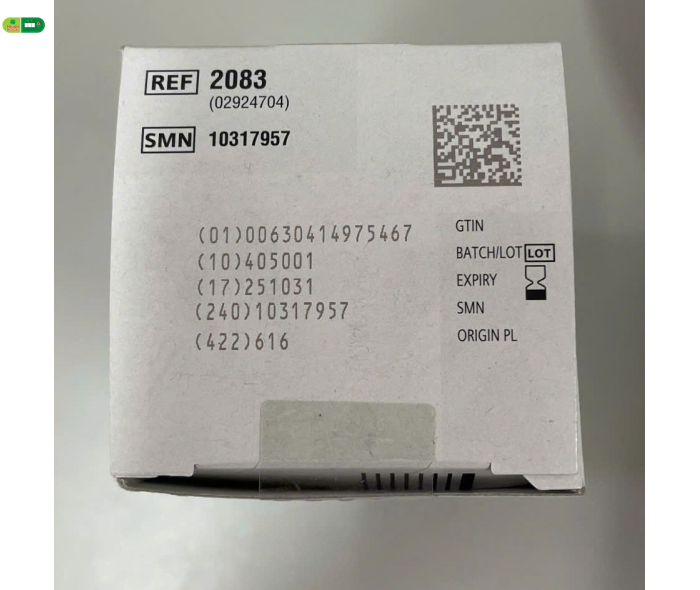 REF 2083
(02924704)
SMN 10317957
(01)00630414975467
(10)405001
(17)251031
(240)10317957
(422)616
GTIN
BATCH/LOT LOT
EXPIRY
SMN
ORIGIN PL